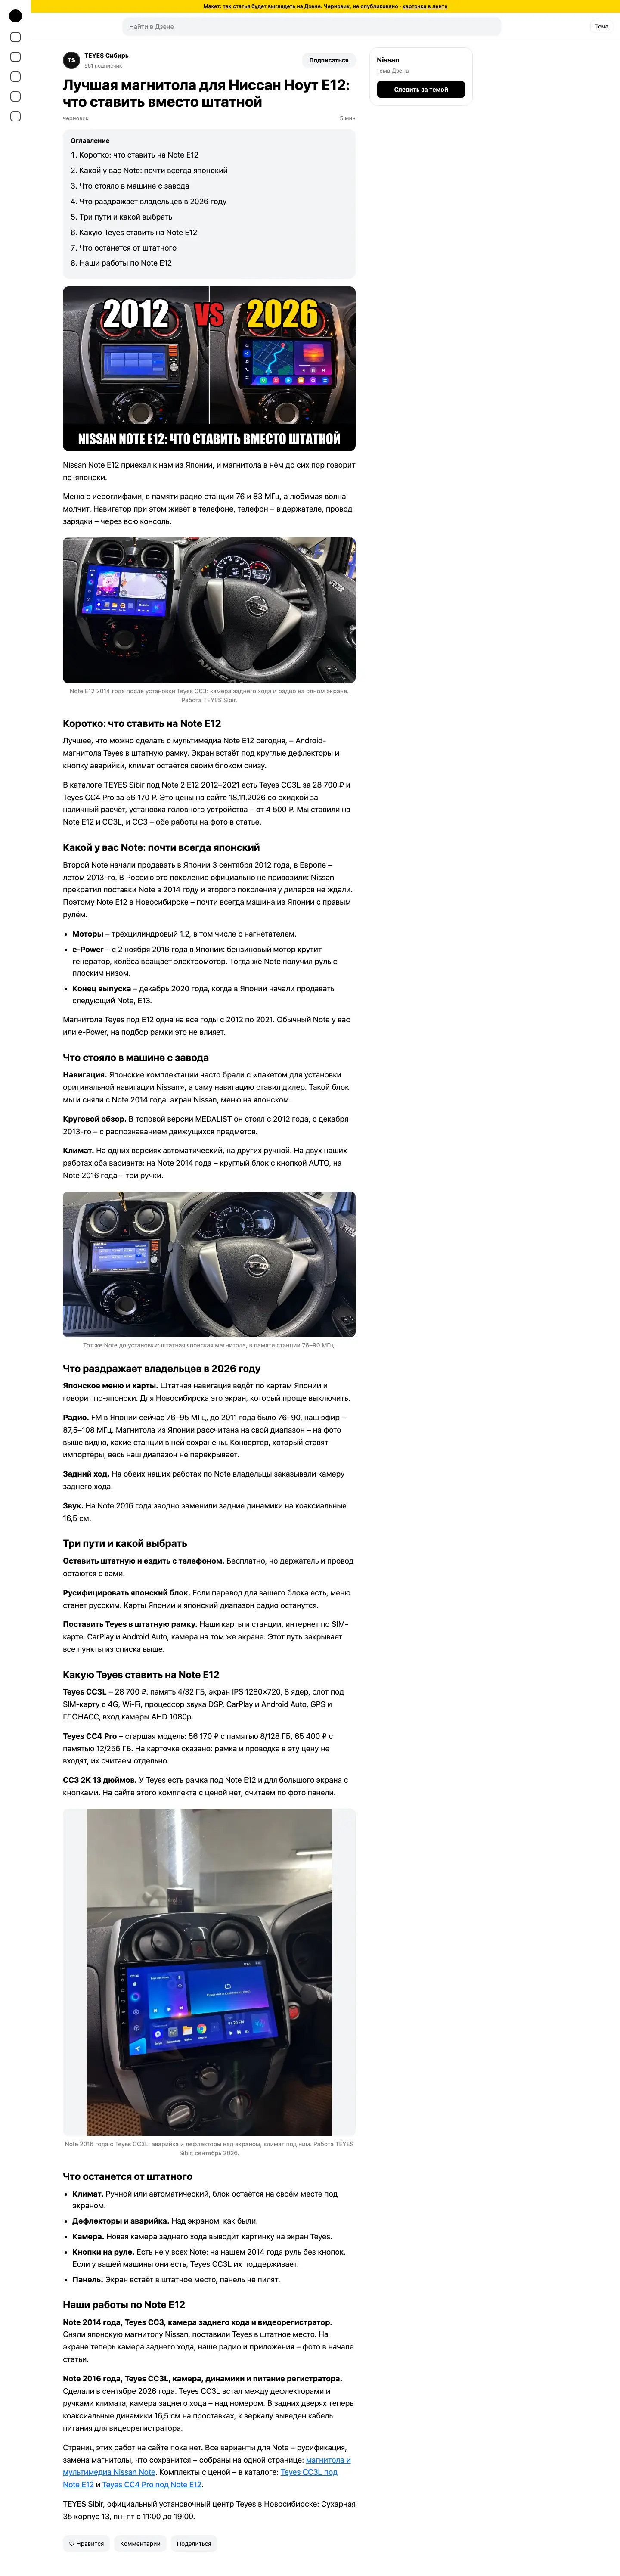 Макет: так статья будет выглядеть на Дзене. Черновик, не опубликовано - карточка в ленте
Найти в Дзене
Тема
TS
TEYES Сибирь
561 подписчик
Подписаться
Nissan
тема Дзена
Следить за темой
Лучшая магнитола для Ниссан Ноут E12:
что ставить вместо штатной
черновик
5 мин
Оглавление
1. Коротко: что ставить на Note E12
2. Какой у вас Note: почти всегда японский
3. Что стояло в машине с завода
4. Что раздражает владельцев в 2026 году
5. Три пути и какой выбрать
6. Какую Teyes ставить на Note E12
7. Что останется от штатного
8. Наши работы по Note E12
2012 VS 2026
NISSAN NOTE E12: ЧТО СТАВИТЬ ВМЕСТО ШТАТНОЙ
Nissan Note E12 приехал к нам из Японии, и магнитола в нём до сих пор говорит
по-японски.
Меню с иероглифами, в памяти радио станции 76 и 83 МГц, а любимая волна
молчит. Навигатор при этом живёт в телефоне, телефон – в держателе, провод
зарядки – через всю консоль.
Note E12 2014 года после установки Teyes CC3: камера заднего хода и радио на одном экране.
Работа TEYES Sibir.
Коротко: что ставить на Note E12
Лучшее, что можно сделать с мультимедиа Note E12 сегодня, – Android-
магнитола Teyes в штатную рамку. Экран встаёт под круглые дефлекторы и
кнопку аварийки, климат остаётся своим блоком снизу.
В каталоге TEYES Sibir под Note 2 E12 2012–2021 есть Teyes CC3L за 28 700 ₽ и
Teyes CC4 Pro за 56 170 ₽. Это цены на сайте 18.11.2026 со скидкой за
наличный расчёт, установка головного устройства – от 4 500 ₽. Мы ставили на
Note E12 и CC3L, и CC3 – обе работы на фото в статье.
Какой у вас Note: почти всегда японский
Второй Note начали продавать в Японии 3 сентября 2012 года, в Европе –
летом 2013-го. В Россию это поколение официально не привозили: Nissan
прекратил поставки Note в 2014 году и второго поколения у дилеров не ждали.
Поэтому Note E12 в Новосибирске – почти всегда машина из Японии с правым
рулём.
• Моторы – трёхцилиндровый 1.2, в том числе с нагнетателем.
• e-Power – с 2 ноября 2016 года в Японии: бензиновый мотор крутит
генератор, колёса вращает электромотор. Тогда же Note получил руль с
плоским низом.
• Конец выпуска – декабрь 2020 года, когда в Японии начали продавать
следующий Note, E13.
Магнитола Teyes под E12 одна на все годы с 2012 по 2021. Обычный Note у вас
или e-Power, на подбор рамки это не влияет.
Что стояло в машине с завода
Навигация. Японские комплектации часто брали с «пакетом для установки
оригинальной навигации Nissan», а саму навигацию ставил дилер. Такой блок
мы и сняли с Note 2014 года: экран Nissan, меню на японском.
Круговой обзор. В топовой версии MEDALIST он стоял с 2012 года, с декабря
2013-го – с распознаванием движущихся предметов.
Климат. На одних версиях автоматический, на других ручной. На двух наших
работах оба варианта: на Note 2014 года – круглый блок с кнопкой AUTO, на
Note 2016 года – три ручки.
Тот же Note до установки: штатная японская магнитола, в памяти станции 76–90 МГц.
Что раздражает владельцев в 2026 году
Японское меню и карты. Штатная навигация ведёт по картам Японии и
говорит по-японски. Для Новосибирска это экран, который проще выключить.
Радио. FM в Японии сейчас 76–95 МГц, до 2011 года было 76–90, наш эфир –
87,5–108 МГц. Магнитола из Японии рассчитана на свой диапазон – на фото
выше видно, какие станции в ней сохранены. Конвертер, который ставят
импортёры, весь наш диапазон не перекрывает.
Задний ход. На обеих наших работах по Note владельцы заказывали камеру
заднего хода.
Звук. На Note 2016 года заодно заменили задние динамики на коаксиальные
16,5 см.
Три пути и какой выбрать
Оставить штатную и ездить с телефоном. Бесплатно, но держатель и провод
остаются с вами.
Русифицировать японский блок. Если перевод для вашего блока есть, меню
станет русским. Карты Японии и японский диапазон радио останутся.
Поставить Teyes в штатную рамку. Наши карты и станции, интернет по SIM-
карте, CarPlay и Android Auto, камера на том же экране. Этот путь закрывает
все пункты из списка выше.
Какую Teyes ставить на Note E12
Teyes CC3L – 28 700 ₽: память 4/32 ГБ, экран IPS 1280×720, 8 ядер, слот под
SIM-карту с 4G, Wi-Fi, процессор звука DSP, CarPlay и Android Auto, GPS и
ГЛОНАСС, вход камеры AHD 1080p.
Teyes CC4 Pro – старшая модель: 56 170 ₽ с памятью 8/128 ГБ, 65 400 ₽ с
памятью 12/256 ГБ. На карточке сказано: рамка и проводка в эту цену не
входят, их считаем отдельно.
CC3 2K 13 дюймов. У Teyes есть рамка под Note E12 и для большого экрана с
кнопками. На сайте этого комплекта с ценой нет, считаем по фото панели.
Note 2016 года с Teyes CC3L: аварийка и дефлекторы над экраном, климат под ним. Работа TEYES
Sibir, сентябрь 2026.
Что останется от штатного
• Климат. Ручной или автоматический, блок остаётся на своём месте под
экраном.
• Дефлекторы и аварийка. Над экраном, как были.
• Камера. Новая камера заднего хода выводит картинку на экран Teyes.
• Кнопки на руле. Есть не у всех Note: на нашем 2014 года руль без кнопок.
Если у вашей машины они есть, Teyes CC3L их поддерживает.
• Панель. Экран встаёт в штатное место, панель не пилят.
Наши работы по Note E12
Note 2014 года, Teyes CC3, камера заднего хода и видеорегистратор.
Сняли японскую магнитолу Nissan, поставили Teyes в штатное место. На
экране теперь камера заднего хода, наше радио и приложения – фото в начале
статьи.
Note 2016 года, Teyes CC3L, камера, динамики и питание регистратора.
Сделали в сентябре 2026 года. Teyes CC3L встал между дефлекторами и
ручками климата, камера заднего хода – над номером. В задних дверях теперь
коаксиальные динамики 16,5 см на проставках, к зеркалу выведен кабель
питания для видеорегистратора.
Страниц этих работ на сайте пока нет. Все варианты для Note – русификация,
замена магнитолы, что сохранится – собраны на одной странице: магнитола и
мультимедиа Nissan Note. Комплекты с ценой – в каталоге: Teyes CC3L под
Note E12 и Teyes CC4 Pro под Note E12.
TEYES Sibir, официальный установочный центр Teyes в Новосибирске: Сухарная
35 корпус 13, пн–пт с 11:00 до 19:00.
Нравится
Комментарии
Поделиться